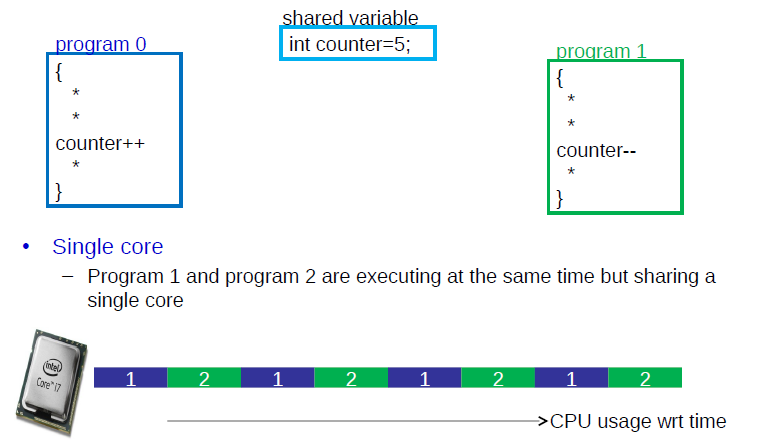 shared variable
program 0
int counter=5;
program 1
{
*
*
counter++
*
}
{
*
*
counter--
*
}
• Single core
– Program 1 and program 2 are executing at the same time but sharing a
single core
intel
Core™ i7
1 2 1 2 1 2 1 2
CPU usage wrt time